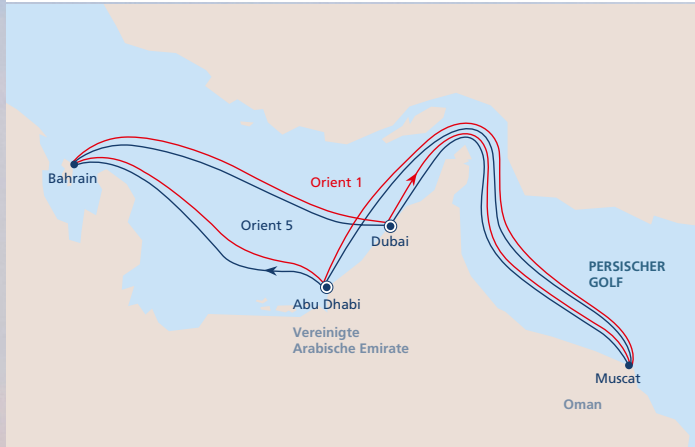 Bahrain
Orient 1
Orient 5
Dubai
PERSISCHER
GOLF
Abu Dhabi
Vereinigte
Arabische Emirate
Muscat
Oman